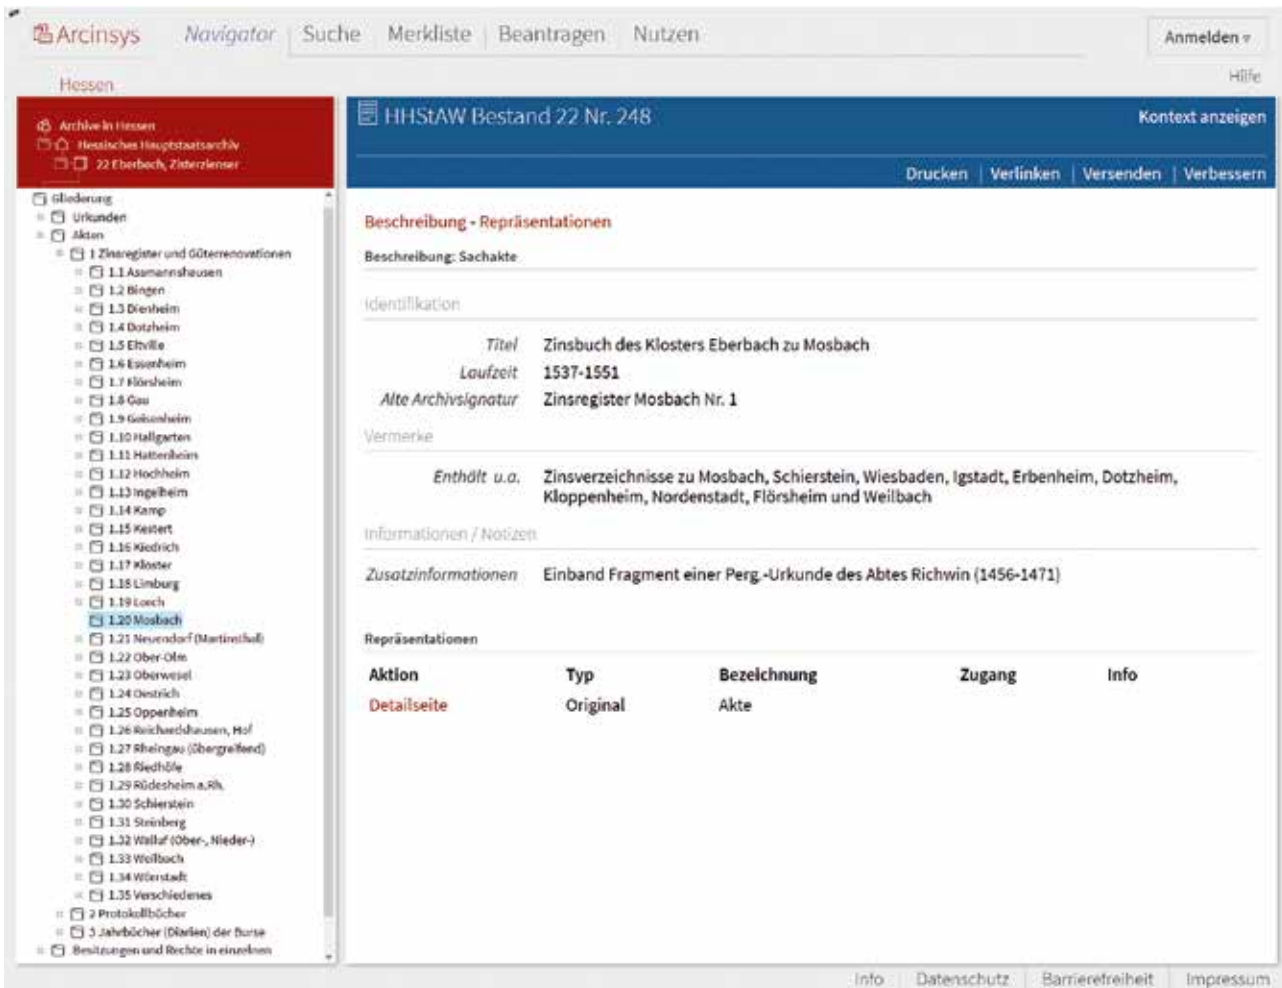 Arcinsys Navigator Suche Merkliste Beantragen Nutzen Anmelden
Hessen Hilfe
Archive in Hessen
Hessisches Hauptstaatsarchiv
22 Eberbach, Zisterzienser
HHStAW Bestand 22 Nr. 248 Kontext anzeigen
Drucken Verlinken Versenden Verbessern
Gliederung
Urkunden
Akten
1 Zinsregister und Güterrenovationen
1.1 Assmannshausen
1.2 Bingen
1.3 Dienheim
1.4 Dotzheim
1.5 Eltville
1.6 Essenheim
1.7 Flörsheim
1.8 Gau
1.9 Geisenheim
1.10 Hallgarten
1.11 Hattenheim
1.12 Hochheim
1.13 Ingelheim
1.14 Kamp
1.15 Kestert
1.16 Kiedrich
1.17 Kloster
1.18 Limburg
1.19 Lorch
1.20 Mosbach
1.21 Neuendorf (Martinsthal)
1.22 Ober-Olm
1.23 Oberwesel
1.24 Oestrich
1.25 Oppenheim
1.26 Reichardshausen, Hof
1.27 Rheingau (übergreifend)
1.28 Riedhöfe
1.29 Rüdesheim a.Rh.
1.30 Schierstein
1.31 Steinberg
1.32 Walluf (Ober-, Nieder-)
1.33 Weilbach
1.34 Wörrstadt
1.35 Verschiedenes
2 Protokollbücher
3 Jahrbücher (Diarien) der Burse
Besitzungen und Rechte in einzelnen
Beschreibung - Repräsentationen
Beschreibung: Sachakte
Identifikation
Titel Zinsbuch des Klosters Eberbach zu Mosbach
Laufzeit 1537-1551
Alte Archivsignatur Zinsregister Mosbach Nr. 1
Vermerke
Enthält u.a. Zinsverzeichnisse zu Mosbach, Schierstein, Wiesbaden, Igstadt, Erbenheim, Dotzheim,
Kloppenheim, Nordenstadt, Flörsheim und Weilbach
Informationen / Notizen
Zusatzinformationen Einband Fragment einer Perg.-Urkunde des Abtes Richwin (1456-1471)
Repräsentationen
Aktion Typ Bezeichnung Zugang Info
Detailseite Original Akte
Info Datenschutz Barrierefreiheit Impressum